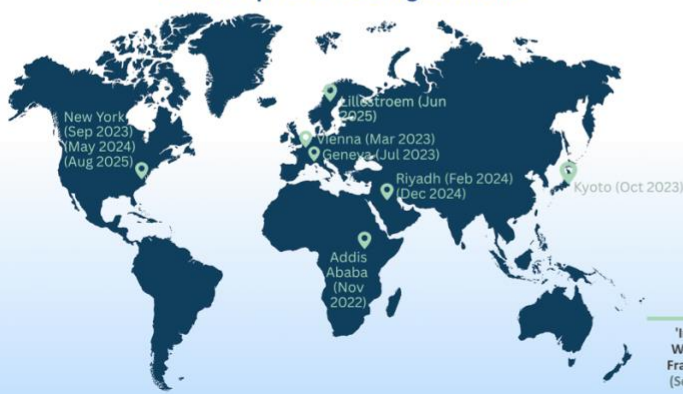 Lillestroem (Jun
2025)
New York
(Sep 2023)
(May 2024)
(Aug 2025)
Vienna (Mar 2023)
Geneva (Jul 2023)
Riyadh (Feb 2024)
(Dec 2024)
Kyoto (Oct 2023)
Addis
Ababa
(Nov
2022)